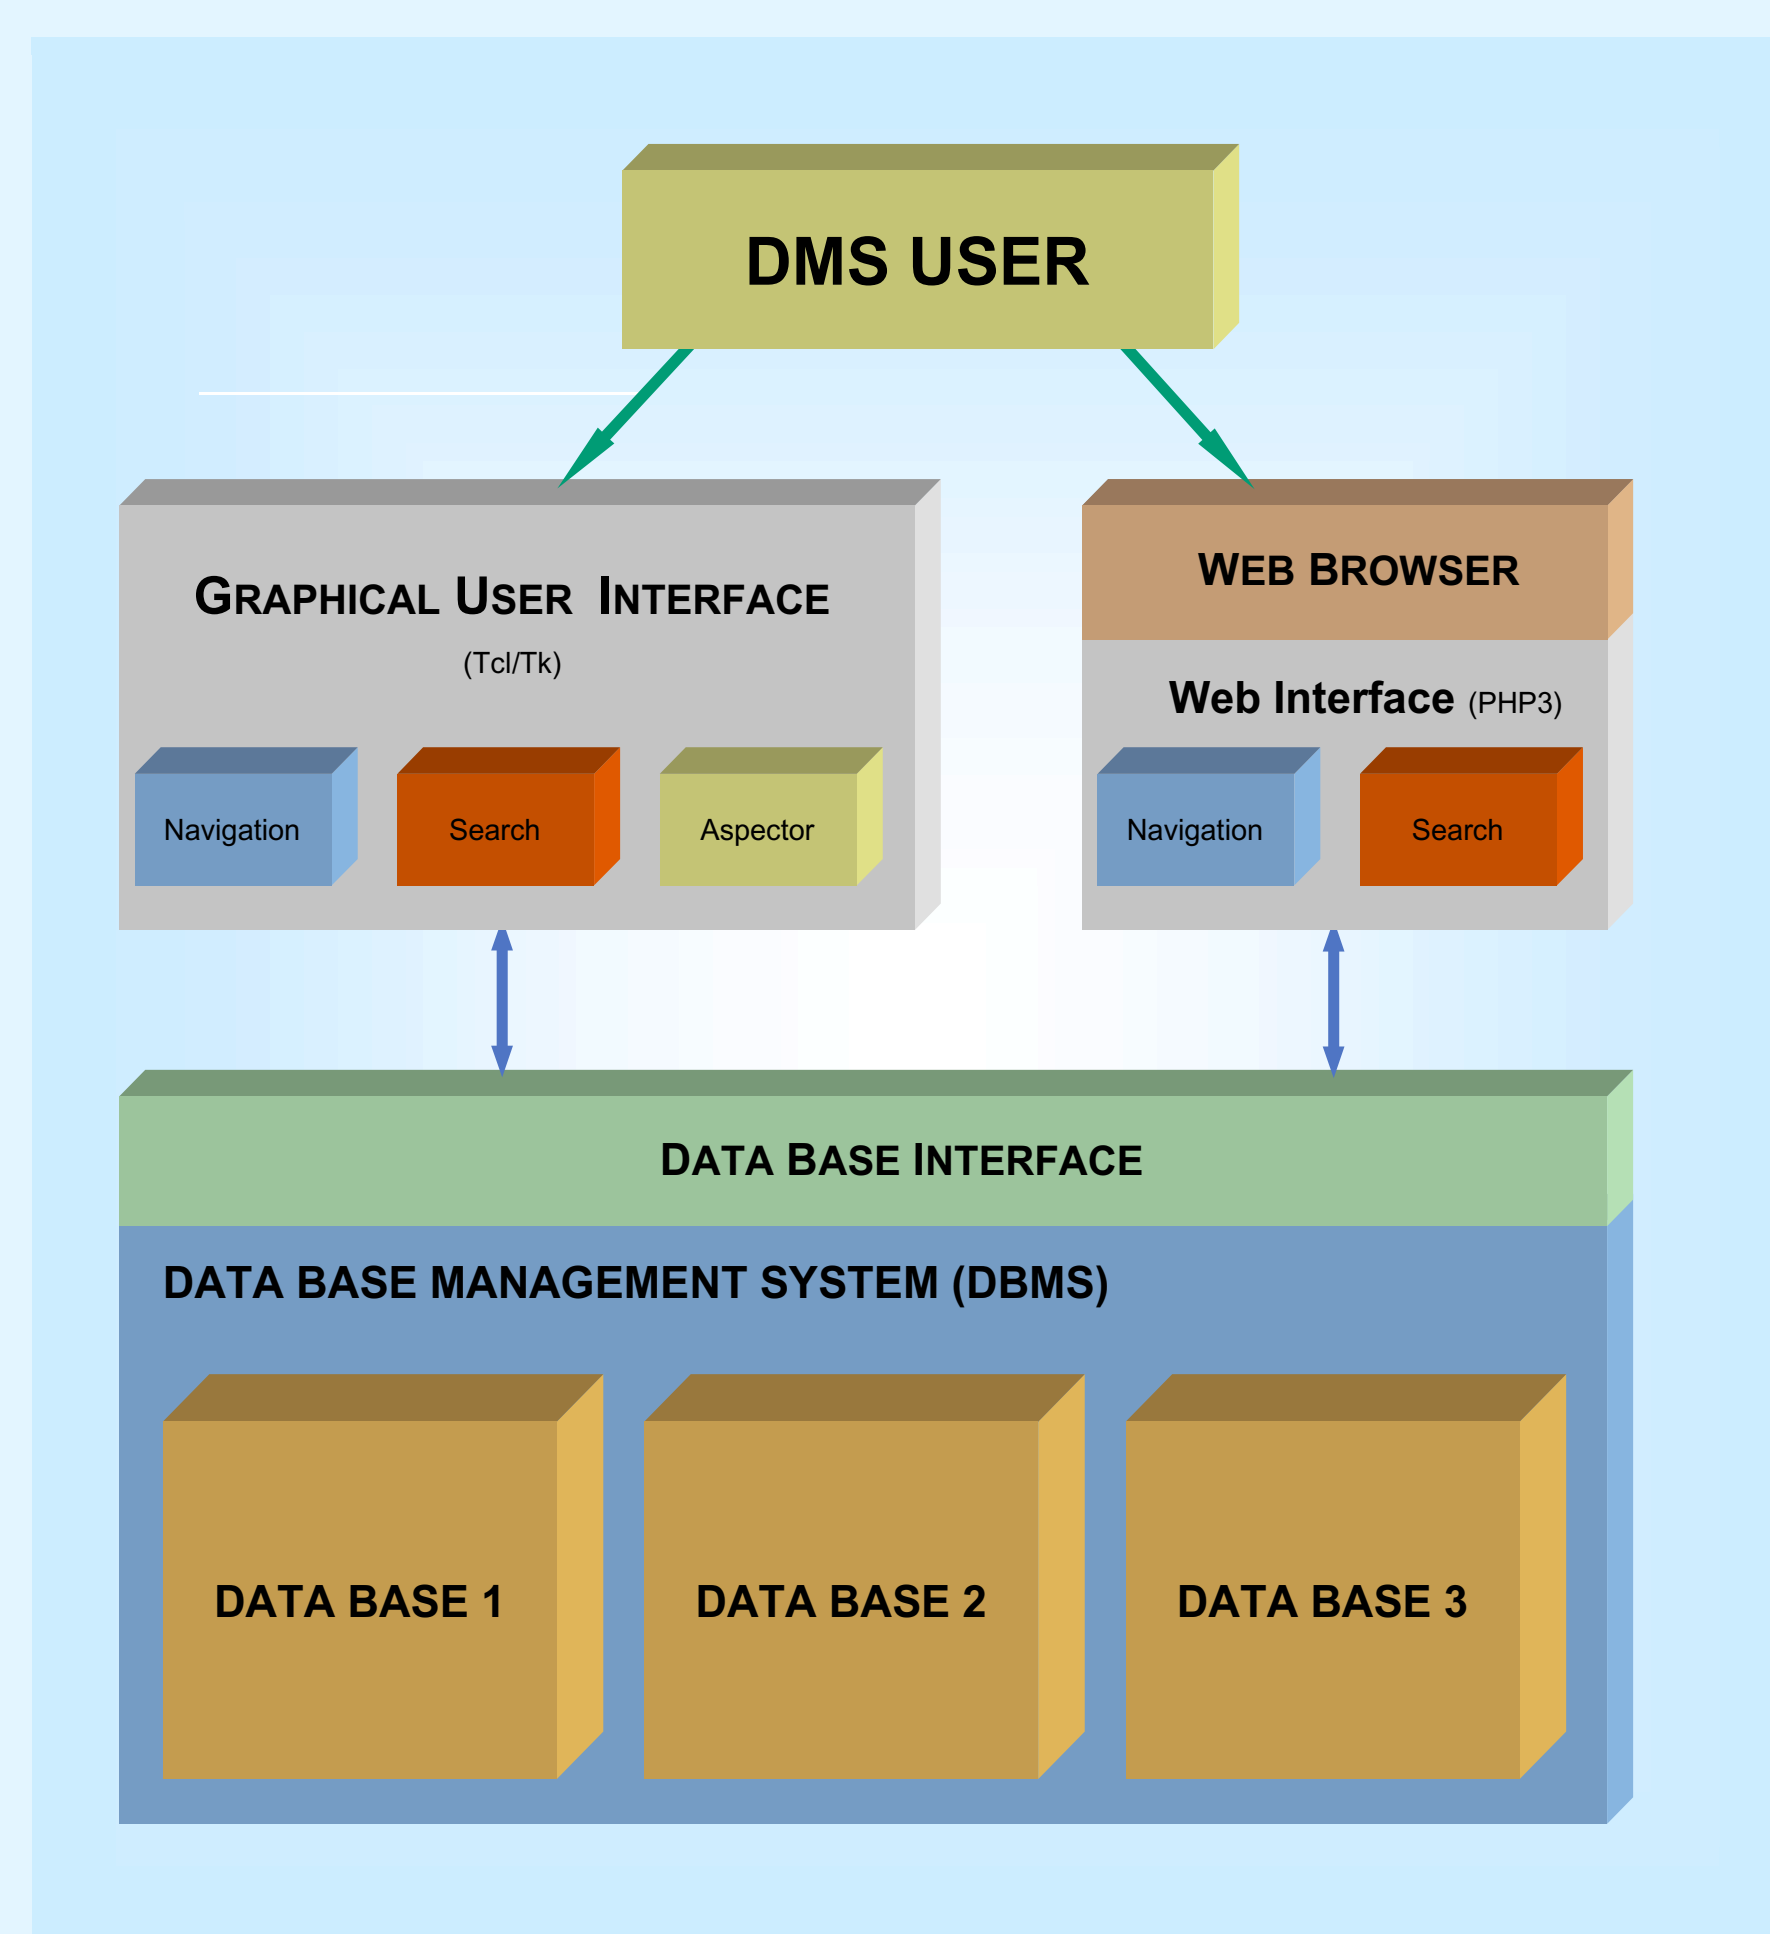 DMS USER
GRAPHICAL USER INTERFACE
(Tcl/Tk)
Navigation
Search
Aspector
WEB BROWSER
Web Interface (PHP3)
Navigation
Search
DATA BASE INTERFACE
DATA BASE MANAGEMENT SYSTEM (DBMS)
DATA BASE 1
DATA BASE 2
DATA BASE 3